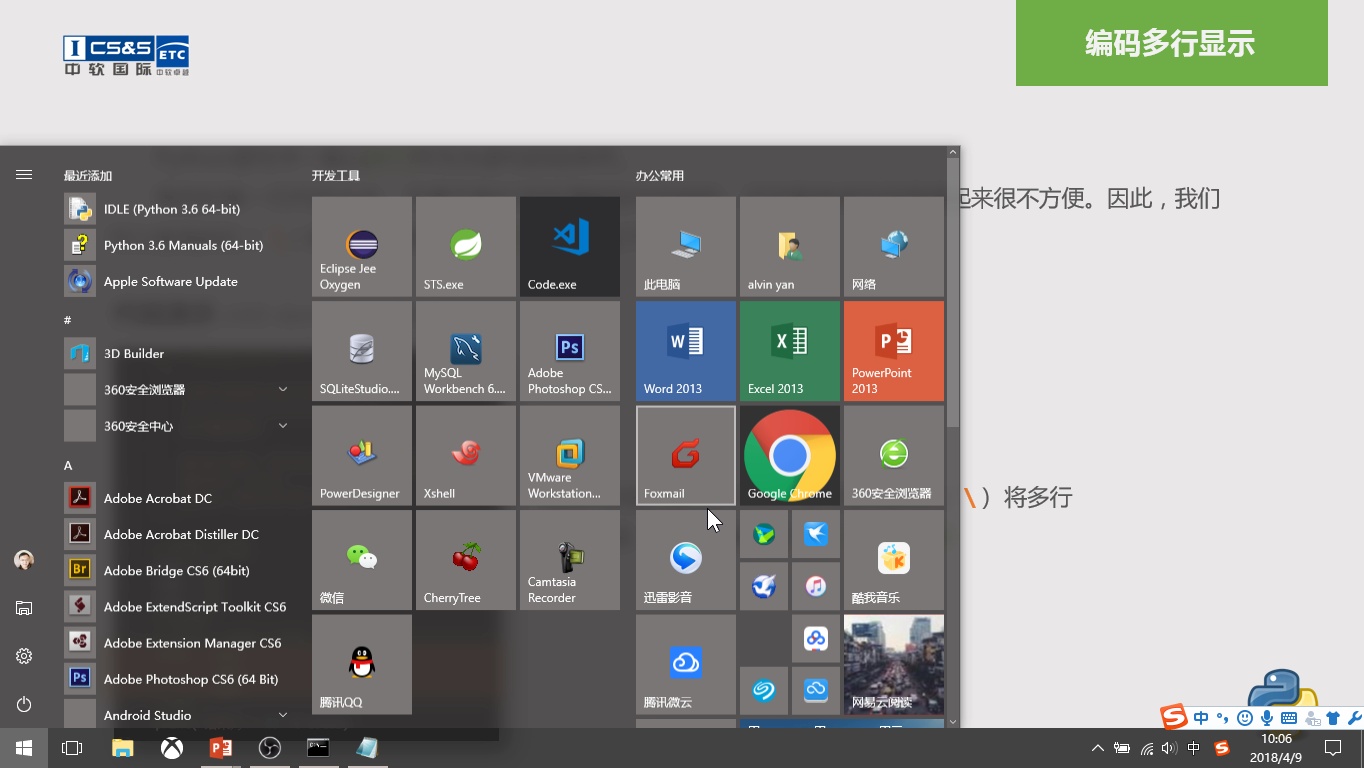 CS&S
ETC
中软国际
中软卓越
编码多行显示
起来很不方便。因此，我们
\）将多行
最近添加
IDLE (Python 3.6 64-bit)
Python 3.6 Manuals (64-bit)
Apple Software Update
#
3D Builder
360安全浏览器
360安全中心
A
Adobe Acrobat DC
Adobe Acrobat Distiller DC
Adobe Bridge CS6 (64bit)
Adobe ExtendScript Toolkit CS6
Adobe Extension Manager CS6
Adobe Photoshop CS6 (64 Bit)
Android Studio
开发工具
Eclipse Jee
Oxygen
STS.exe
Code.exe
SQLiteStudio....
MySQL
Workbench 6....
Adobe
Photoshop CS...
PowerDesigner
Xshell
VMware
Workstation...
微信
CherryTree
Camtasia
Recorder
腾讯QQ
办公常用
此电脑
alvin yan
网络
Word 2013
Excel 2013
PowerPoint
2013
Foxmail
Google Chrome
360安全浏览器
迅雷影音
酷我音乐
腾讯微云
网易云阅读
中
中
10:06
2018/4/9